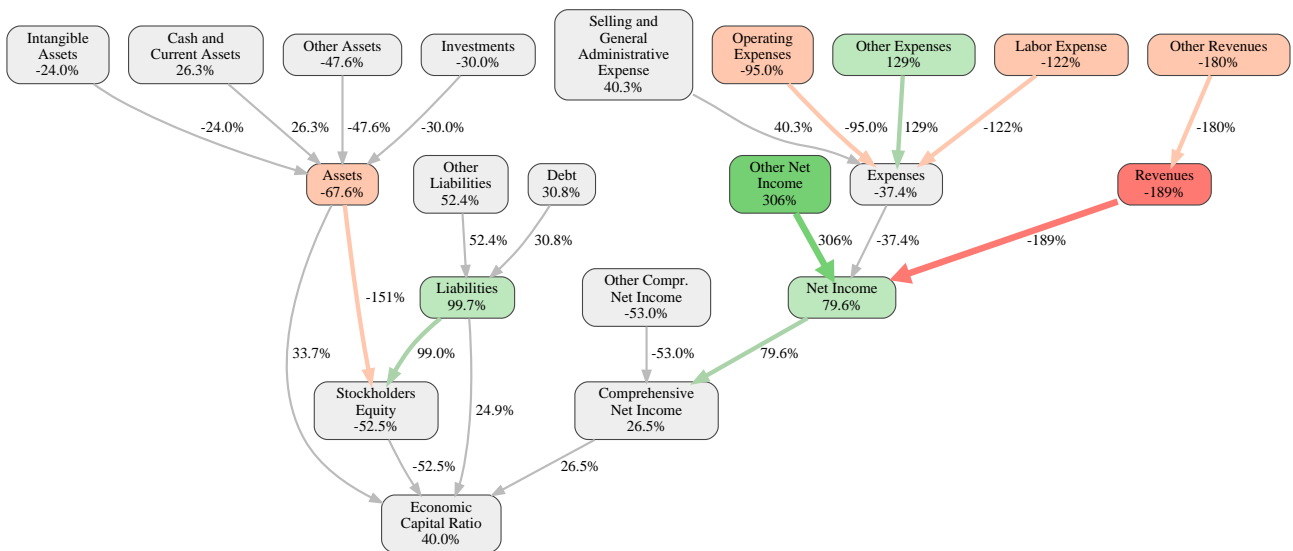 Intangible
Assets
-24.0%
Cash and
Current Assets
26.3%
Other Assets
-47.6%
Investments
-30.0%
Selling and
General
Administrative
Expense
40.3%
Operating
Expenses
-95.0%
Other Expenses
129%
Labor Expense
-122%
Other Revenues
-180%
-24.0%
26.3%
-47.6%
-30.0%
40.3%
-95.0%
129%
-122%
-180%
Assets
-67.6%
Other
Liabilities
52.4%
Debt
30.8%
Other Net
Income
306%
Expenses
-37.4%
Revenues
-189%
52.4%
30.8%
306%
-37.4%
-189%
Liabilities
99.7%
Other Compr.
Net Income
-53.0%
Net Income
79.6%
-151%
33.7%
99.0%
-53.0%
79.6%
Stockholders
Equity
-52.5%
24.9%
Comprehensive
Net Income
26.5%
-52.5%
26.5%
Economic
Capital Ratio
40.0%